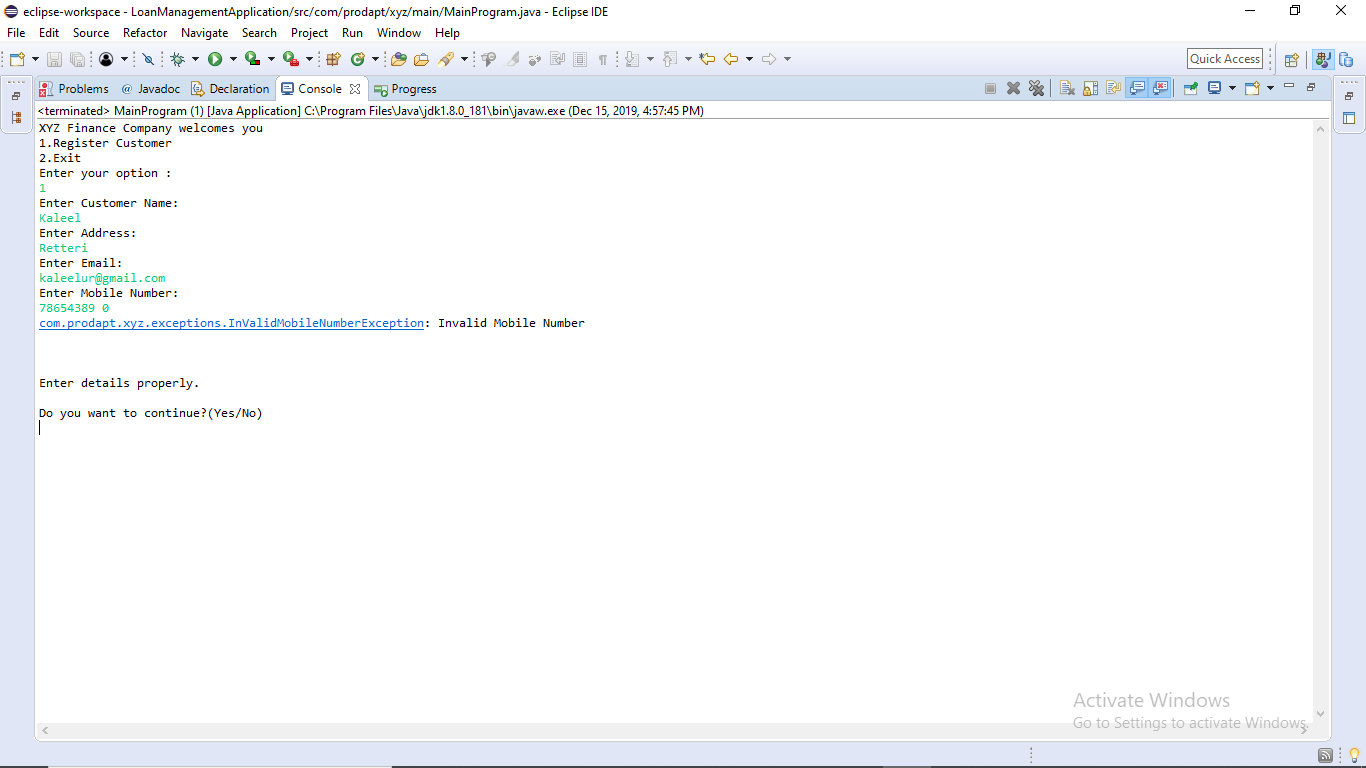 eclipse-workspace - LoanManagementApplication/src/com/prodapt/xyz/main/MainProgram.java - Eclipse IDE
File Edit Source Refactor Navigate Search Project Run Window Help
Quick Access
Problems @ Javadoc Declaration Console Progress
<terminated> MainProgram (1) [Java Application] C:\Program Files\Java\jdk1.8.0_181\bin\javaw.exe (Dec 15, 2019, 4:57:45 PM)
XYZ Finance Company welcomes you
1.Register Customer
2.Exit
Enter your option :
1
Enter Customer Name:
Kaleel
Enter Address:
Retteri
Enter Email:
kaleelur@gmail.com
Enter Mobile Number:
78654389 0
com.prodapt.xyz.exceptions.InValidMobileNumberException: Invalid Mobile Number
Enter details properly.
Do you want to continue?(Yes/No)
Activate Windows
Go to Settings to activate Windows.